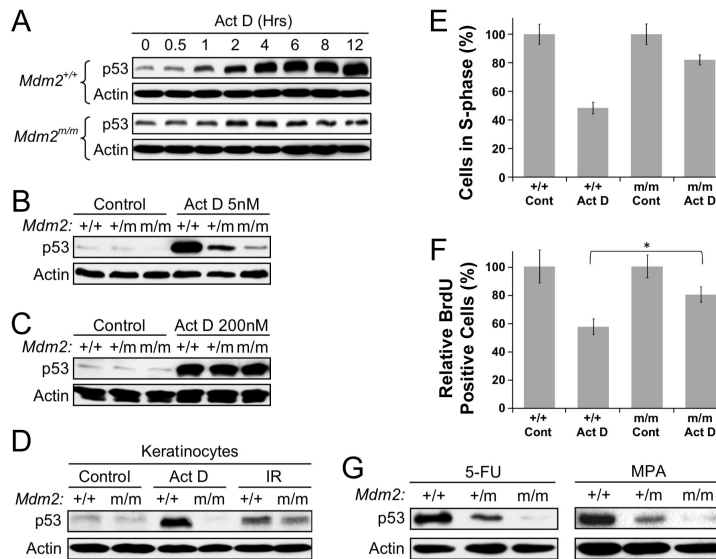 A
Act D (Hrs)
0 0.5 1 2 4 6 8 12
Mdm2+/+
p53
Actin
Mdm2m/m
p53
Actin
B
Control Act D 5nM
Mdm2: +/+ +/m m/m +/+ +/m m/m
p53
Actin
C
Control Act D 200nM
Mdm2: +/+ +/m m/m +/+ +/m m/m
p53
Actin
D
Keratinocytes
Control Act D IR
Mdm2: +/+ m/m +/+ m/m +/+ m/m
p53
Actin
E
Cells in S-phase (%)
100
80
60
40
20
0
+/+ +/+ m/m m/m
Cont Act D Cont Act D
F
Relative BrdU
Positive Cells (%)
100
80
60
40
20
0
*
+/+ +/+ m/m m/m
Cont Act D Cont Act D
G
5-FU MPA
Mdm2: +/+ +/m m/m +/+ +/m m/m
p53
Actin